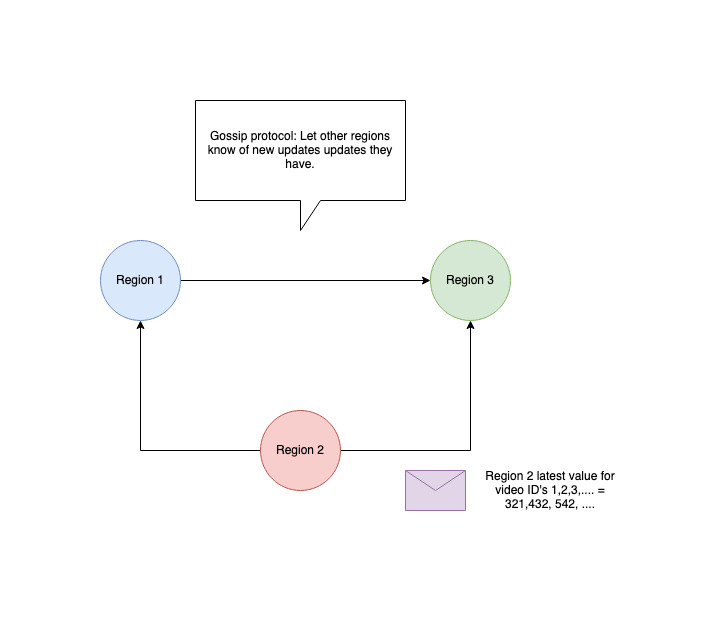 Gossip protocol: Let other regions
know of new updates updates they
have.
Region 1
Region 3
Region 2
Region 2 latest value for
video ID's 1,2,3,.... =
321,432, 542, ....